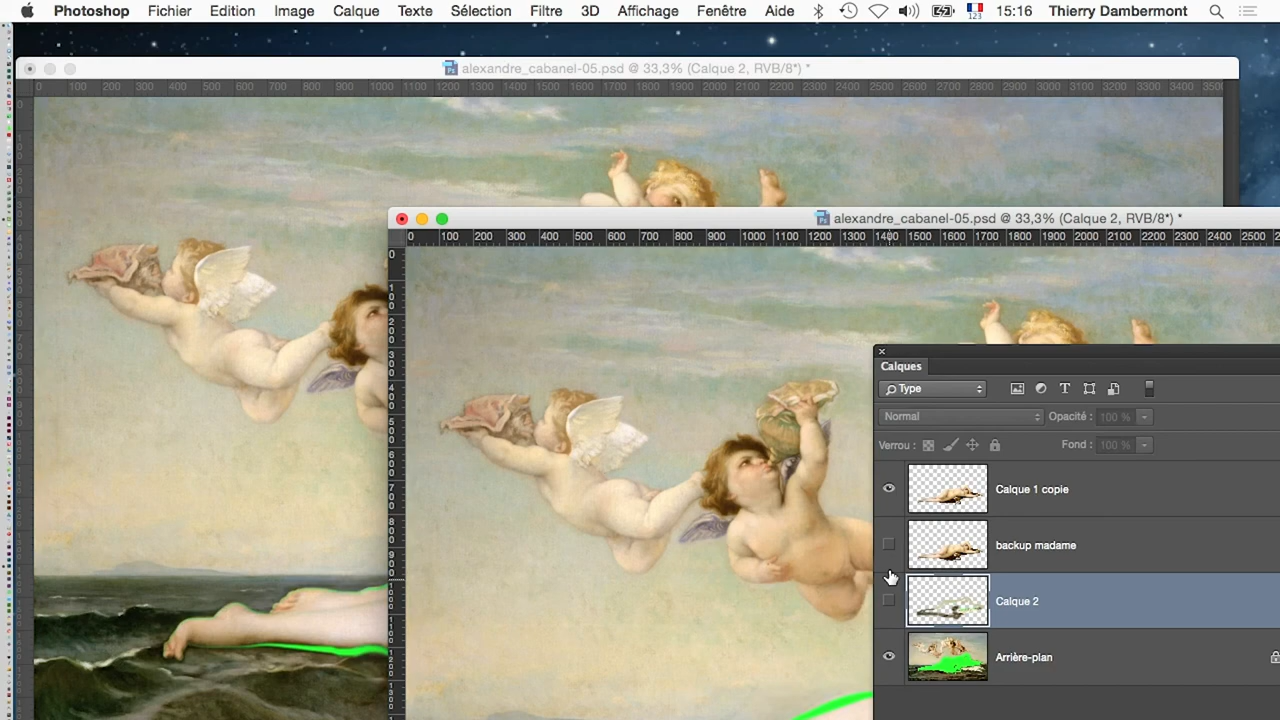 Photoshop Fichier Edition Image Calque Texte Sélection Filtre 3D Affichage Fenêtre Aide 123 15:16 Thierry Dambermont
alexandre_cabanel-05.psd @ 33,3% (Calque 2, RVB/8*) *
0 100 200 300 400 500 600 700 800 900 1000 1100 1200 1300 1400 1500 1600 1700 1800 1900 2000 2100 2200 2300 2400 2500 2600 2700 2800 2900 3000 3100 3200 3300 3400 3500
alexandre_cabanel-05.psd @ 33,3% (Calque 2, RVB/8*) *
0 100 200 300 400 500 600 700 800 900 1000 1100 1200 1300 1400 1500 1600 1700 1800 1900 2000 2100 2200 2300 2400 2500
Calques
Type
Normal Opacité : 100 %
Verrou : Fond : 100 %
Calque 1 copie
backup madame
Calque 2
Arrière-plan